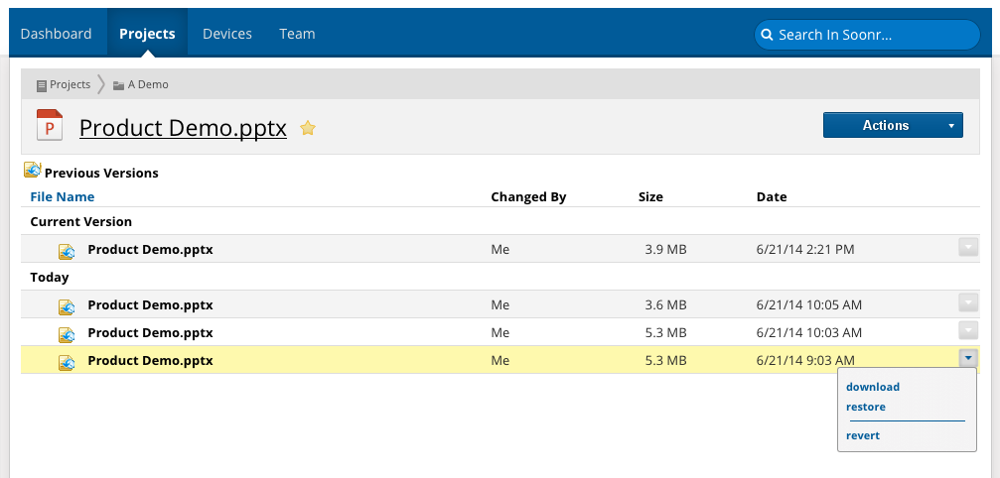 Dashboard Projects Devices Team Search In Soonr...
Projects A Demo
P Product Demo.pptx Actions
Previous Versions
File Name Changed By Size Date
Current Version
Product Demo.pptx Me 3.9 MB 6/21/14 2:21 PM
Today
Product Demo.pptx Me 3.6 MB 6/21/14 10:05 AM
Product Demo.pptx Me 5.3 MB 6/21/14 10:03 AM
Product Demo.pptx Me 5.3 MB 6/21/14 9:03 AM
download
restore
revert